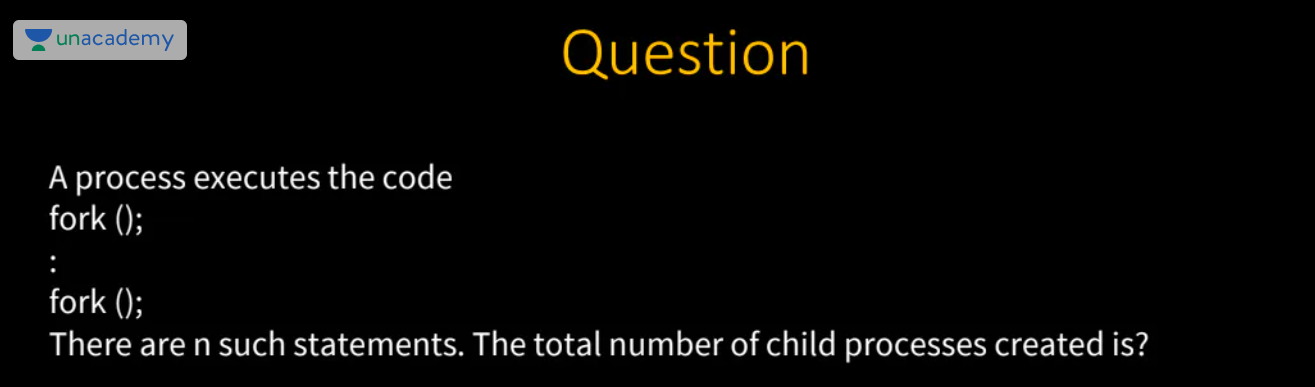 unacademy
Question
A process executes the code
fork ();
:
fork ();
There are n such statements. The total number of child processes created is?